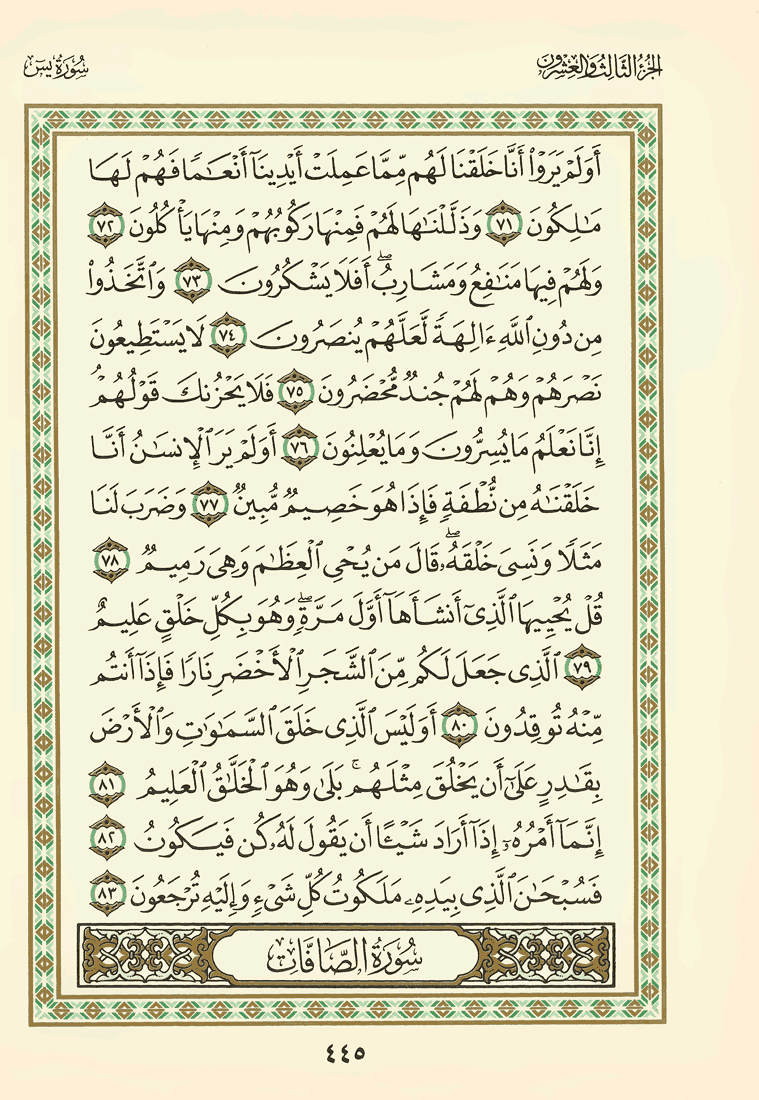 الجزء الثالث والعشرون
سورة يس
أَوَلَمْ يَرَوْا۟ أَنَّا خَلَقْنَا لَهُم مِّمَّا عَمِلَتْ أَيْدِينَآ أَنْعَـٰمًا فَهُمْ لَهَا
مَـٰلِكُونَ ٧١ وَذَلَّلْنَـٰهَا لَهُمْ فَمِنْهَا رَكُوبُهُمْ وَمِنْهَا يَأْكُلُونَ ٧٢
وَلَهُمْ فِيهَا مَنَـٰفِعُ وَمَشَارِبُ ۖ أَفَلَا يَشْكُرُونَ ٧٣ وَٱتَّخَذُوا۟
مِن دُونِ ٱللَّهِ ءَالِهَةً لَّعَلَّهُمْ يُنصَرُونَ ٧٤ لَا يَسْتَطِيعُونَ
نَصْرَهُمْ وَهُمْ لَهُمْ جُندٌ مُّحْضَرُونَ ٧٥ فَلَا يَحْزُنكَ قَوْلُهُمْ
إِنَّا نَعْلَمُ مَا يُسِرُّونَ وَمَا يُعْلِنُونَ ٧٦ أَوَلَمْ يَرَ ٱلْإِنسَـٰنُ أَنَّا
خَلَقْنَـٰهُ مِن نُّطْفَةٍ فَإِذَا هُوَ خَصِيمٌ مُّبِينٌ ٧٧ وَضَرَبَ لَنَا
مَثَلًا وَنَسِىَ خَلْقَهُۥ ۖ قَالَ مَن يُحْىِ ٱلْعِظَـٰمَ وَهِىَ رَمِيمٌ ٧٨
قُلْ يُحْيِيهَا ٱلَّذِىٓ أَنشَأَهَآ أَوَّلَ مَرَّةٍ ۖ وَهُوَ بِكُلِّ خَلْقٍ عَلِيمٌ
٧٩ ٱلَّذِى جَعَلَ لَكُم مِّنَ ٱلشَّجَرِ ٱلْأَخْضَرِ نَارًا فَإِذَآ أَنتُم
مِّنْهُ تُوقِدُونَ ٨٠ أَوَلَيْسَ ٱلَّذِى خَلَقَ ٱلسَّمَـٰوَٰتِ وَٱلْأَرْضَ
بِقَـٰدِرٍ عَلَىٰٓ أَن يَخْلُقَ مِثْلَهُم ۚ بَلَىٰ وَهُوَ ٱلْخَلَّـٰقُ ٱلْعَلِيمُ ٨١
إِنَّمَآ أَمْرُهُۥٓ إِذَآ أَرَادَ شَيْـًٔا أَن يَقُولَ لَهُۥ كُن فَيَكُونُ ٨٢
فَسُبْحَـٰنَ ٱلَّذِى بِيَدِهِۦ مَلَكُوتُ كُلِّ شَىْءٍ وَإِلَيْهِ تُرْجَعُونَ ٨٣
سُورَةُ الصَّافَّاتِ
٤٤٥